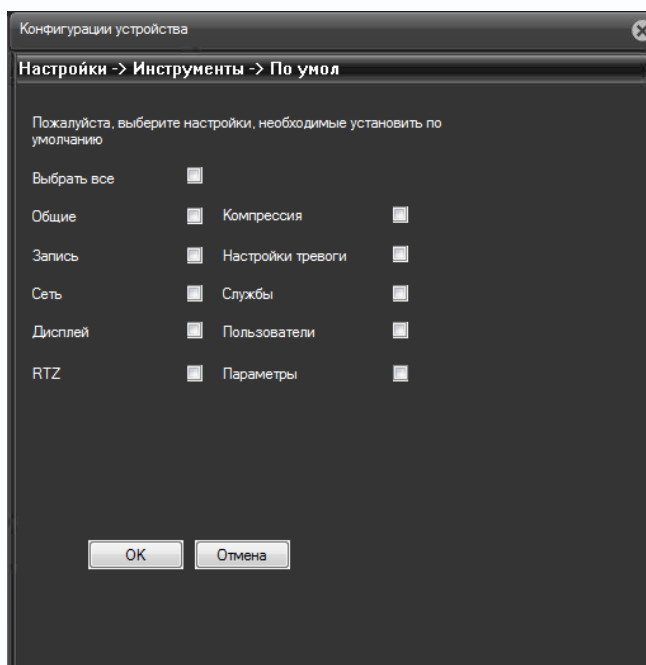 Конфигурации устройства
Настройки -> Инструменты -> По умол
Пожалуйста, выберите настройки, необходимые установить по
умолчанию
Выбрать все
Общие Компрессия
Запись Настройки тревоги
Сеть Службы
Дисплей Пользователи
RTZ Параметры
OK Отмена